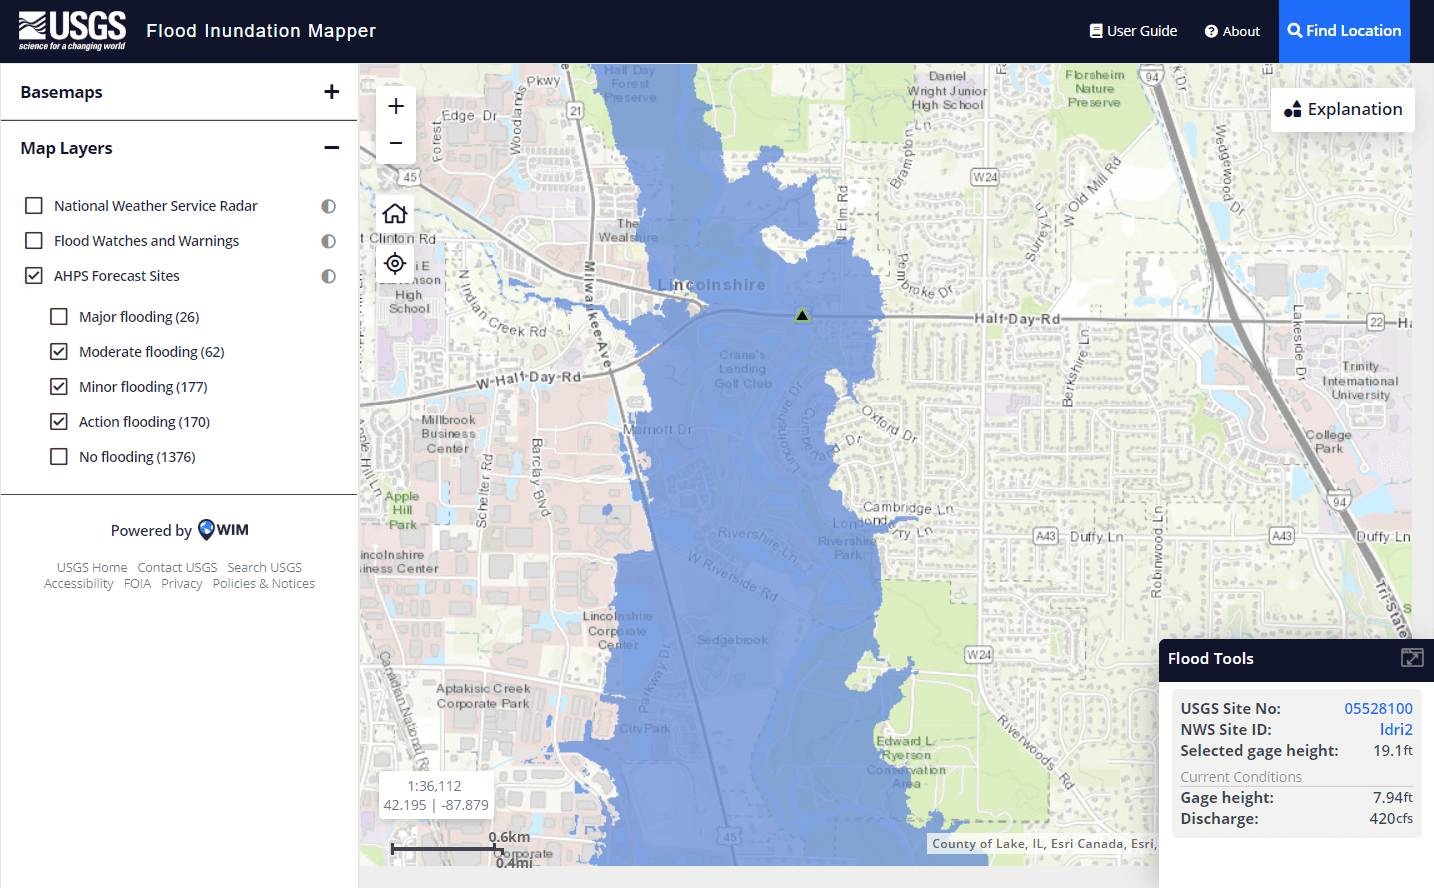 USGS
science for a changing world
Flood Inundation Mapper
User Guide
About
Find Location
Basemaps
Map Layers
National Weather Service Radar
Flood Watches and Warnings
AHPS Forecast Sites
Major flooding (26)
Moderate flooding (62)
Minor flooding (177)
Action flooding (170)
No flooding (1376)
Powered by WIM
USGS Home Contact USGS Search USGS
Accessibility FOIA Privacy Policies & Notices
+
−
Explanation
Half Day
Forest
Preserve
Pkwy
Edge Dr
Woodlands
Forest
21
45
Daniel
Wright Junior
High School
Florsheim
Nature
Preserve
94
Ln
Brampton
W24
W Old Mill Rd
Wedgewood Dr
Surrey Ln
N Elm Rd
The
Wealshire
t Clinton Rd
High
School
N Indian Creek Rd
Milwaukee Ave
Lincolnshire
Pembroke Dr
Half-Day-Rd
22
Lakeside Dr
Crane's
Landing
Golf Club
W-Half-Day-Rd
Berkshire Ln
Trinity
International
University
Millbrook
Business
Center
Marriott Dr
Oxford Dr
College
Park
Schelter Rd
Barclay Blvd
Apple
Hill
Park
Cambridge Ln
94
A43
Duffy Ln
A43
Duffy Ln
Robinwood Ln
Rivershire Ln
Rivershire
Park
W Riverside Rd
incolnshire
iness Center
Lincolnshire
Corporate
Center
Sedgebrook
Tri-State
W24
Parkway Dr
Canadian National
Aptakisic Creek
Corporate Park
City Park
Riverwoods Rd
Edward L.
Ryerson
Conservation
Area
45
Corporate
1:36,112
42.195 | -87.879
0.6km
0.4mi
County of Lake, IL, Esri Canada, Esri,
Flood Tools
USGS Site No: 05528100
NWS Site ID: ldri2
Selected gage height: 19.1ft
Current Conditions
Gage height: 7.94ft
Discharge: 420cfs